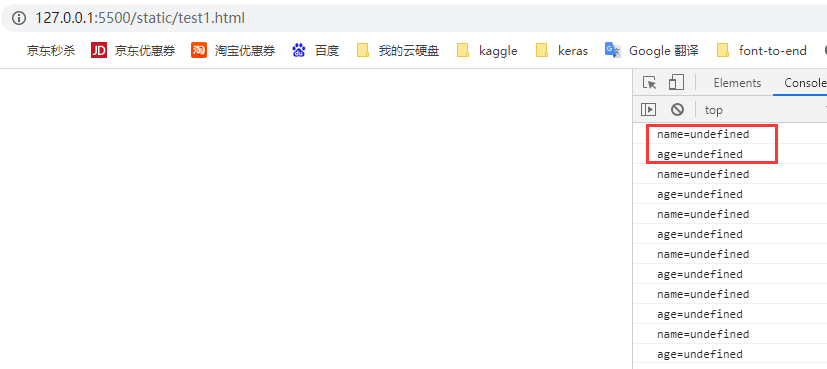 127.0.0.1:5500/static/test1.html
京东秒杀 JD 京东优惠券 淘宝 淘宝优惠券 百度 我的云硬盘 kaggle keras Google 翻译 font-to-end
Elements Console
top
name=undefined
age=undefined
name=undefined
age=undefined
name=undefined
age=undefined
name=undefined
age=undefined
name=undefined
age=undefined
name=undefined
age=undefined